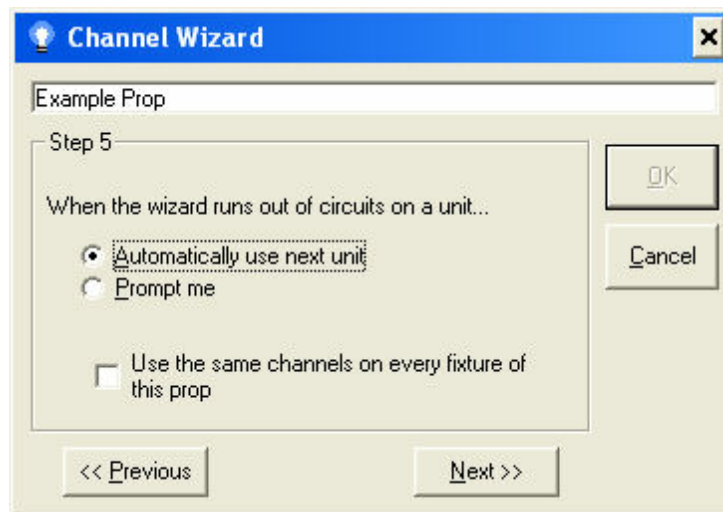 Channel Wizard
Example Prop
Step 5
When the wizard runs out of circuits on a unit...
Automatically use next unit
Prompt me
Use the same channels on every fixture of
this prop
OK
Cancel
<< Previous
Next >>